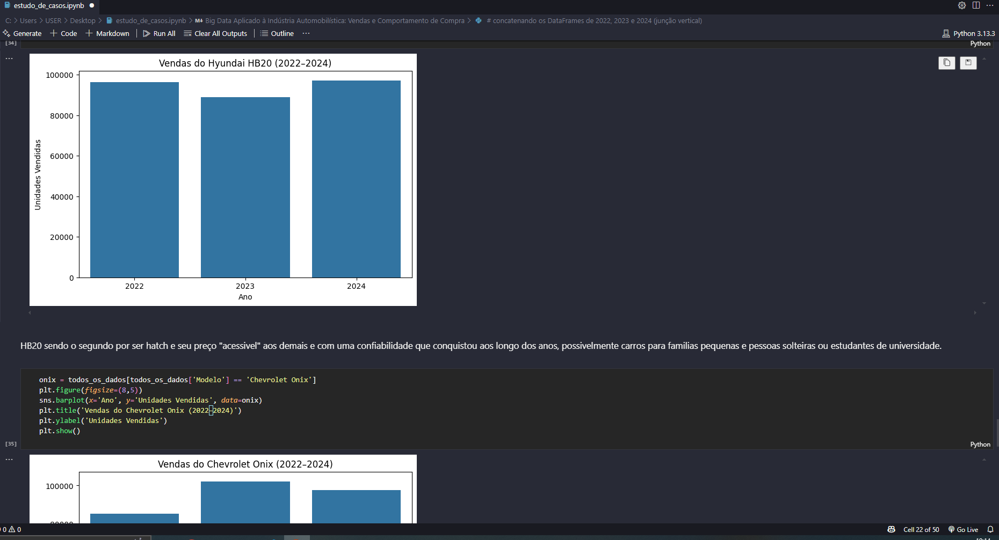 estudo_de_casos.ipynb
C: > Users > USER > Desktop > estudo_de_casos.ipynb > M↓ Big Data Aplicado à Indústria Automobilística: Vendas e Comportamento de Compra > # concatenando os DataFrames de 2022, 2023 e 2024 (junção vertical)
Generate + Code + Markdown Run All Clear All Outputs Outline ... Python 3.13.3
[34] Python
Vendas do Hyundai HB20 (2022–2024)
100000
80000
60000
40000
20000
0
Unidades Vendidas
2022 2023 2024
Ano
HB20 sendo o segundo por ser hatch e seu preço "acessivel" aos demais e com uma confiabilidade que conquistou aos longo dos anos, possivelmente carros para familias pequenas e pessoas solteiras ou estudantes de universidade.
onix = todos_os_dados[todos_os_dados['Modelo'] == 'Chevrolet Onix']
plt.figure(figsize=(8,5))
sns.barplot(x='Ano', y='Unidades Vendidas', data=onix)
plt.title('Vendas do Chevrolet Onix (2022–2024)')
plt.ylabel('Unidades Vendidas')
plt.show()
[35] Python
Vendas do Chevrolet Onix (2022–2024)
100000
80000
0 0 Cell 22 of 50 Go Live